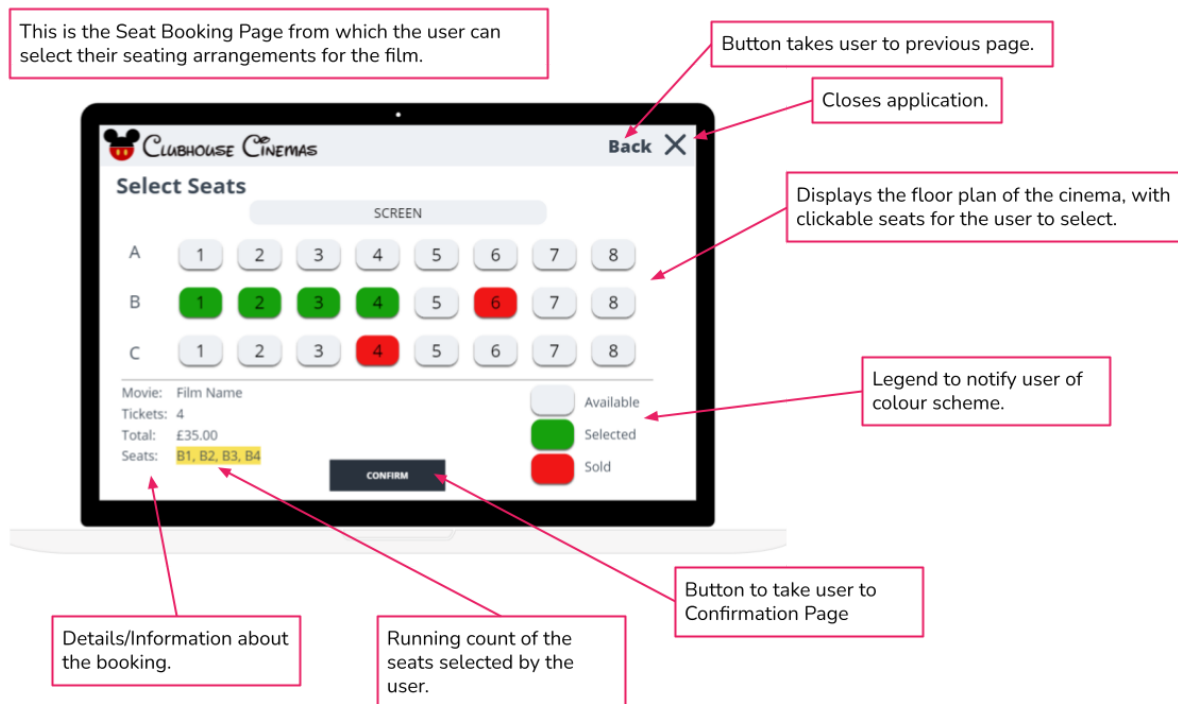 This is the Seat Booking Page from which the user can
select their seating arrangements for the film.
Button takes user to previous page.
Closes application.
Clubhouse Cinemas
Back
Select Seats
SCREEN
Displays the floor plan of the cinema, with
clickable seats for the user to select.
A 1 2 3 4 5 6 7 8
B 1 2 3 4 5 6 7 8
C 1 2 3 4 5 6 7 8
Movie: Film Name
Tickets: 4
Total: £35.00
Seats: B1, B2, B3, B4
Available
Selected
Sold
CONFIRM
Legend to notify user of
colour scheme.
Button to take user to
Confirmation Page
Details/Information about
the booking.
Running count of the
seats selected by the
user.